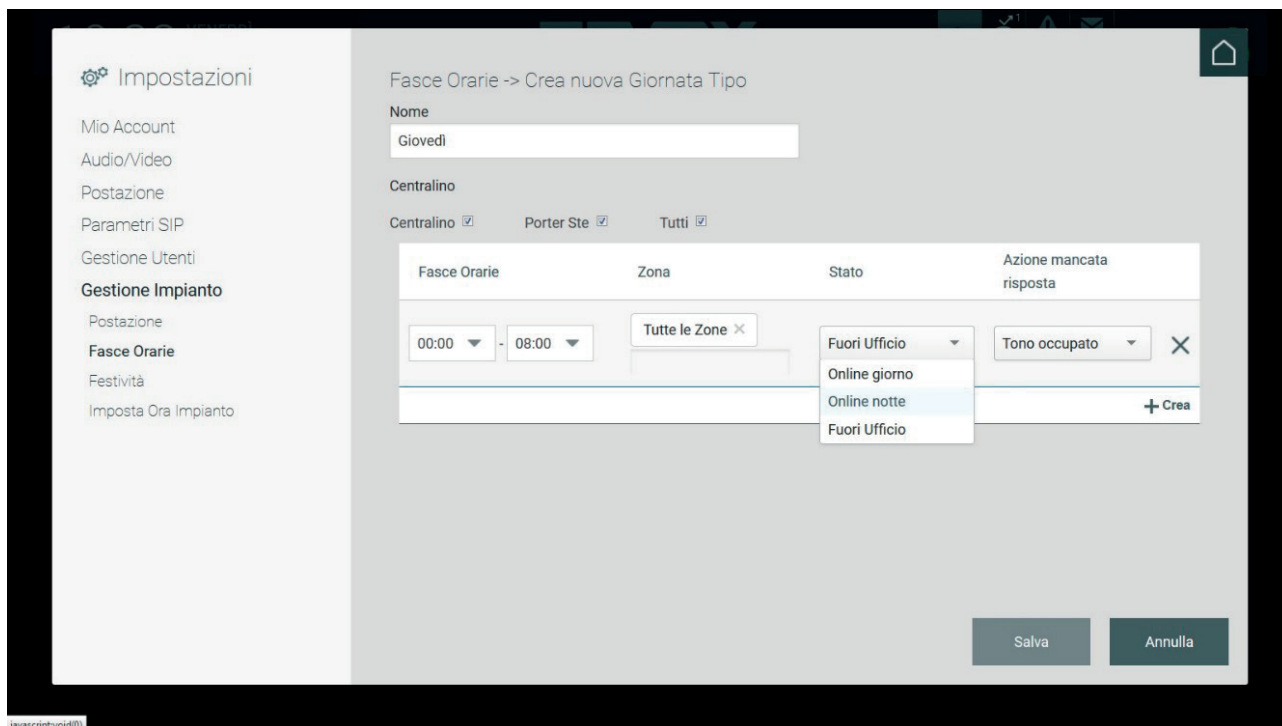 Impostazioni
Mio Account
Audio/Video
Postazione
Parametri SIP
Gestione Utenti
Gestione Impianto
Postazione
Fasce Orarie
Festività
Imposta Ora Impianto
Fasce Orarie -> Crea nuova Giornata Tipo
Nome
Giovedì
Centralino
Centralino Porter Ste Tutti
Fasce Orarie Zona Stato Azione mancata
risposta
00:00 - 08:00 Tutte le Zone Fuori Ufficio Tono occupato
Online giorno
Online notte
Fuori Ufficio
Crea
Salva Annulla
javascript:void(0)